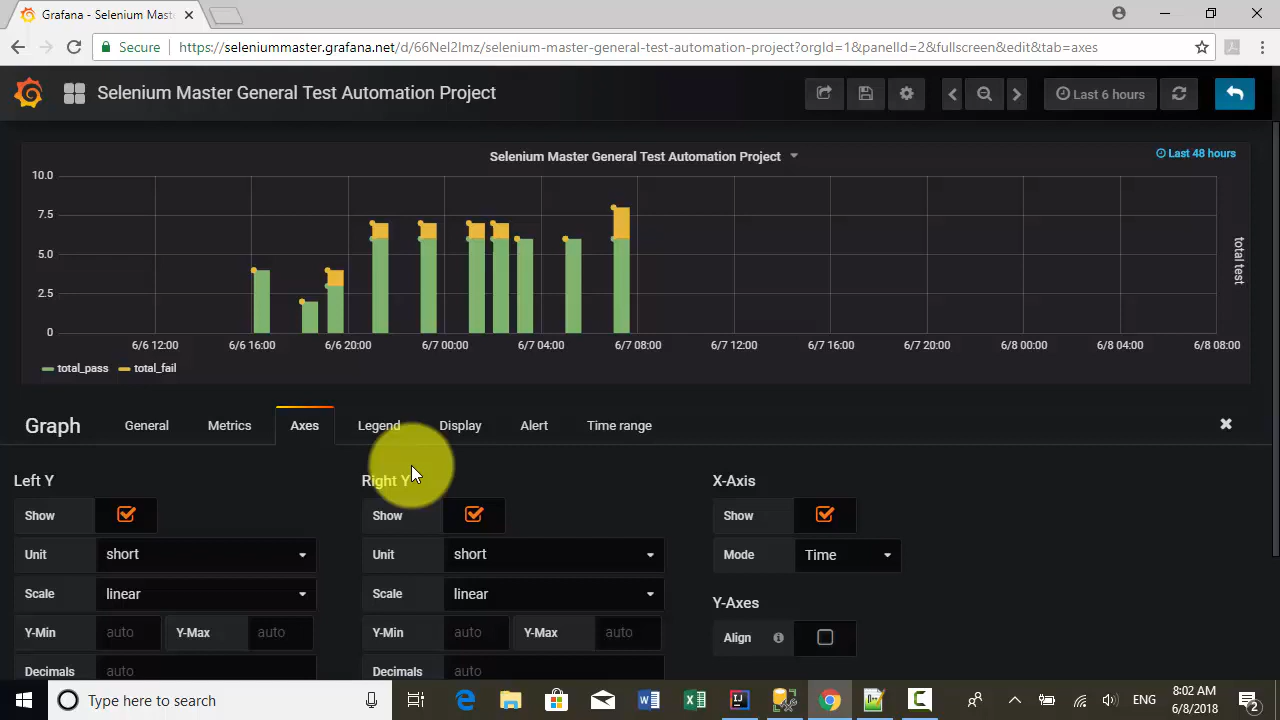 Grafana - Selenium Mast
Secure
https://seleniummaster.grafana.net/d/66NeI2Imz/selenium-master-general-test-automation-project?orgId=1&panelId=2&fullscreen&edit&tab=axes
Selenium Master General Test Automation Project
Last 6 hours
Selenium Master General Test Automation Project
Last 48 hours
10.0
7.5
5.0
2.5
0
total test
6/6 12:00 6/6 16:00 6/6 20:00 6/7 00:00 6/7 04:00 6/7 08:00 6/7 12:00 6/7 16:00 6/7 20:00 6/8 00:00 6/8 04:00 6/8 08:00
total_pass total_fail
Graph General Metrics Axes Legend Display Alert Time range
Left Y Right Y X-Axis
Show Show Show
Unit short Unit short Mode Time
Scale linear Scale linear
Y-Axes
Y-Min auto Y-Max auto Y-Min auto Y-Max auto Align
Decimals auto Decimals auto
Type here to search
ENG
8:02 AM
6/8/2018
2